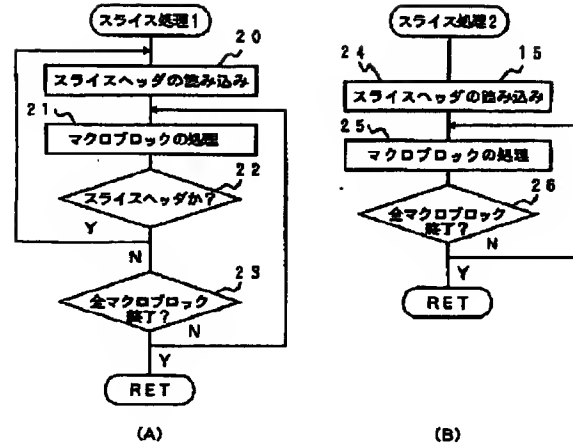 スライス処理1
20
スライスヘッダの読み込み
21
マクロブロックの処理
22
スライスヘッダか?
Y
N
23
全マクロブロック
終了?
N
Y
RET
(A)
スライス処理2
24
15
スライスヘッダの読み込み
25
マクロブロックの処理
26
全マクロブロック
終了?
N
Y
RET
(B)